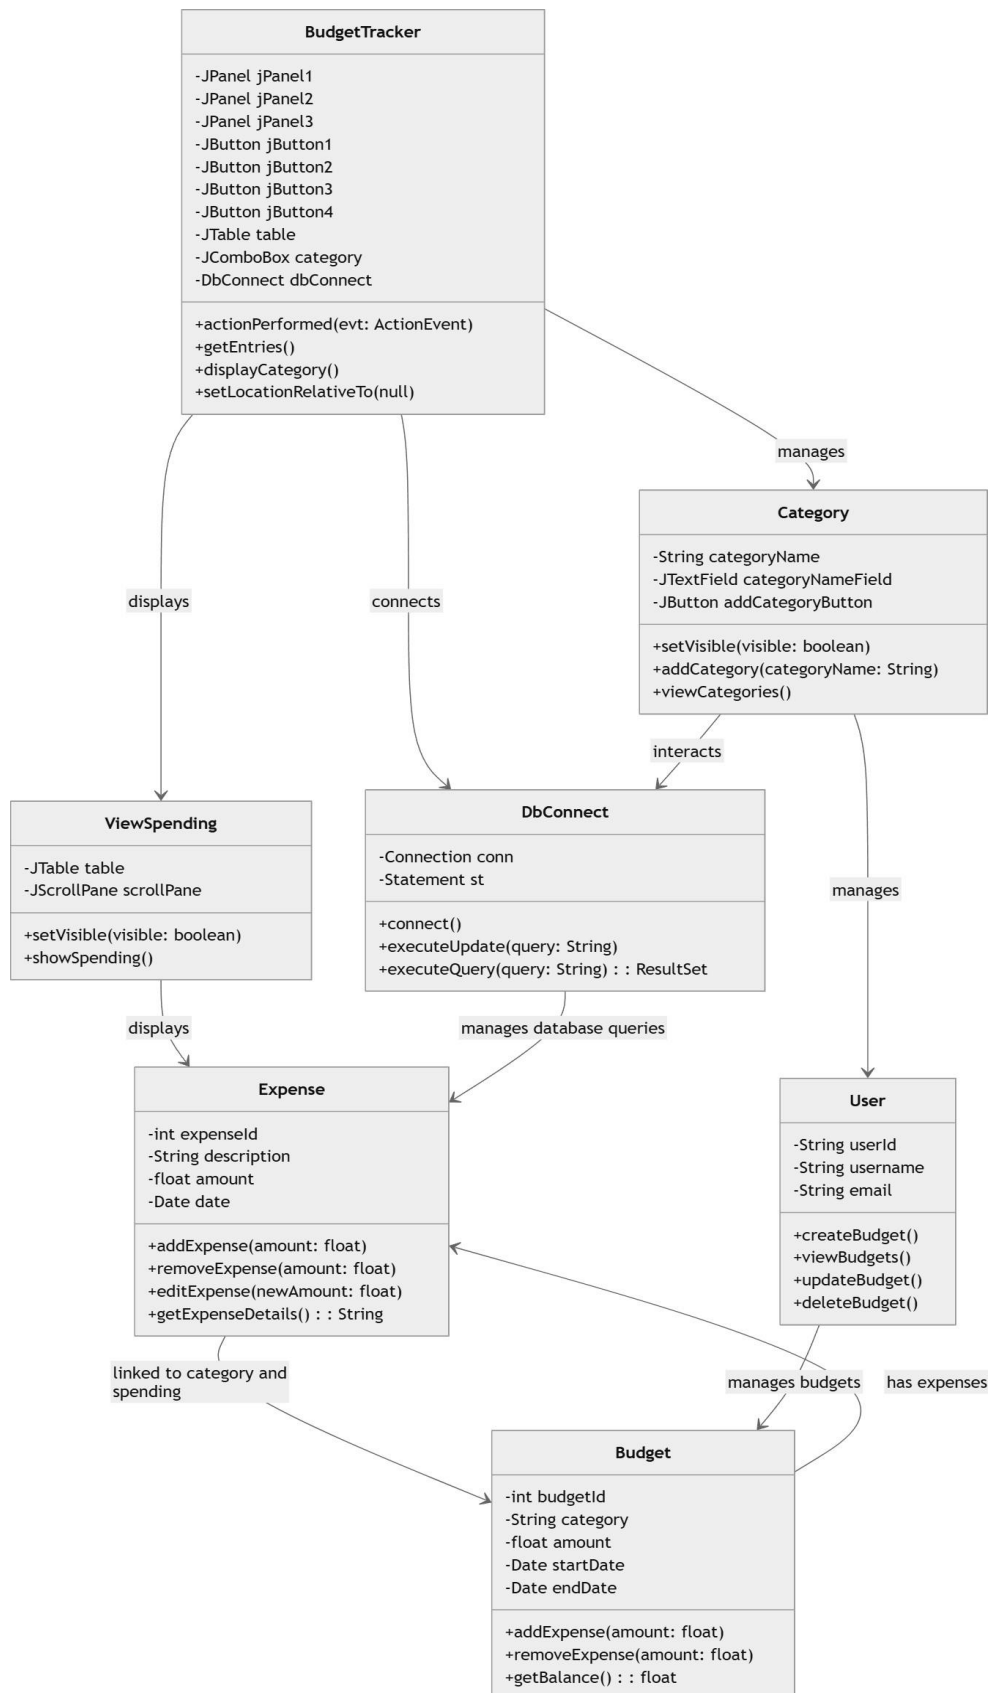 BudgetTracker
-JPanel jPanel1
-JPanel jPanel2
-JPanel jPanel3
-JButton jButton1
-JButton jButton2
-JButton jButton3
-JButton jButton4
-JTable table
-JComboBox category
-DbConnect dbConnect
+actionPerformed(evt: ActionEvent)
+getEntries()
+displayCategory()
+setLocationRelativeTo(null)
manages
Category
-String categoryName
-JTextField categoryNameField
-JButton addCategoryButton
+setVisible(visible: boolean)
+addCategory(categoryName: String)
+viewCategories()
displays
connects
interacts
ViewSpending
-JTable table
-JScrollPane scrollPane
+setVisible(visible: boolean)
+showSpending()
DbConnect
-Connection conn
-Statement st
+connect()
+executeUpdate(query: String)
+executeQuery(query: String) : : ResultSet
manages
displays
manages database queries
Expense
-int expenseId
-String description
-float amount
-Date date
+addExpense(amount: float)
+removeExpense(amount: float)
+editExpense(newAmount: float)
+getExpenseDetails() : : String
User
-String userId
-String username
-String email
+createBudget()
+viewBudgets()
+updateBudget()
+deleteBudget()
linked to category and
spending
manages budgets
has expenses
Budget
-int budgetId
-String category
-float amount
-Date startDate
-Date endDate
+addExpense(amount: float)
+removeExpense(amount: float)
+getBalance() : : float